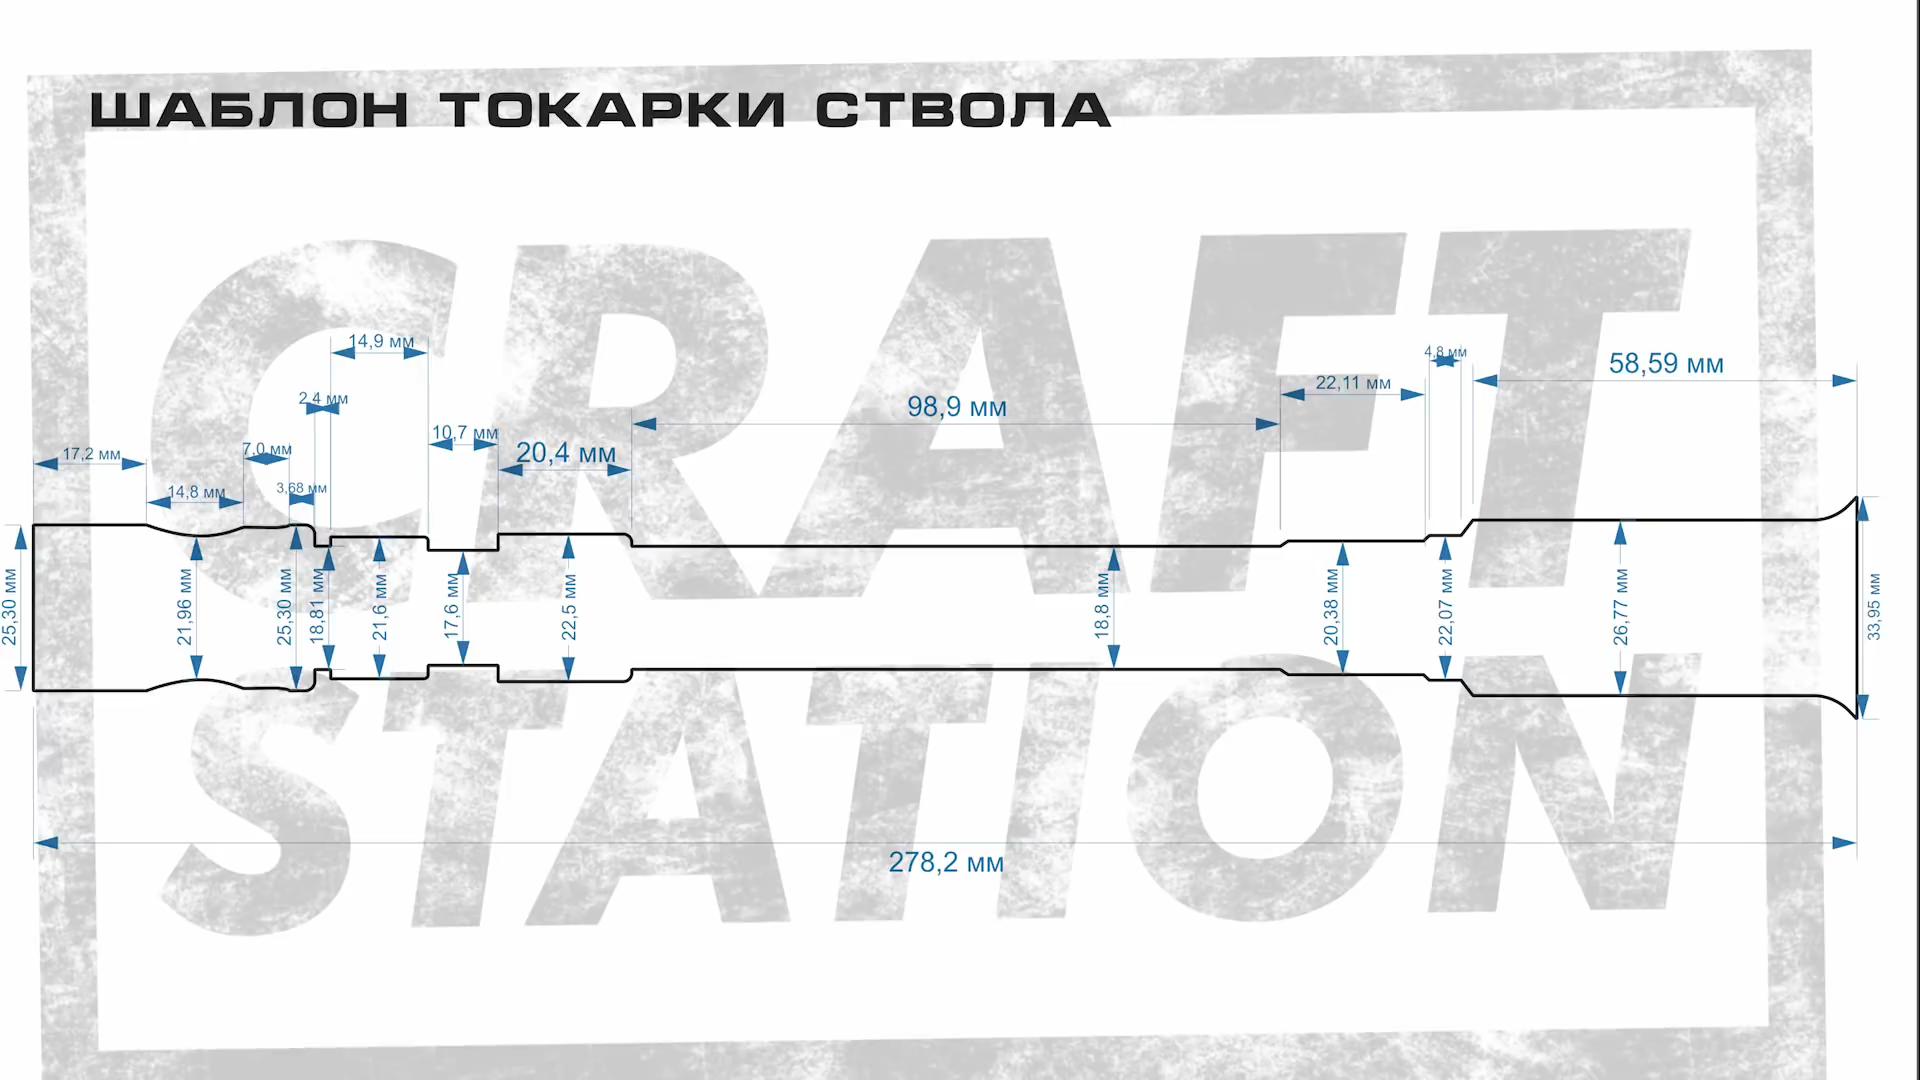 ШАБЛОН ТОКАРКИ СТВОЛА
CRAFT
STATION
14,9 мм
4,8 мм
58,59 мм
22,11 мм
2,4 мм
98,9 мм
10,7 мм
7,0 мм
20,4 мм
17,2 мм
14,8 мм
3,68 мм
25,30 мм
21,96 мм
25,30 мм
18,81 мм
21,6 мм
17,6 мм
22,5 мм
18,8 мм
20,38 мм
22,07 мм
26,77 мм
33,95 мм
278,2 мм